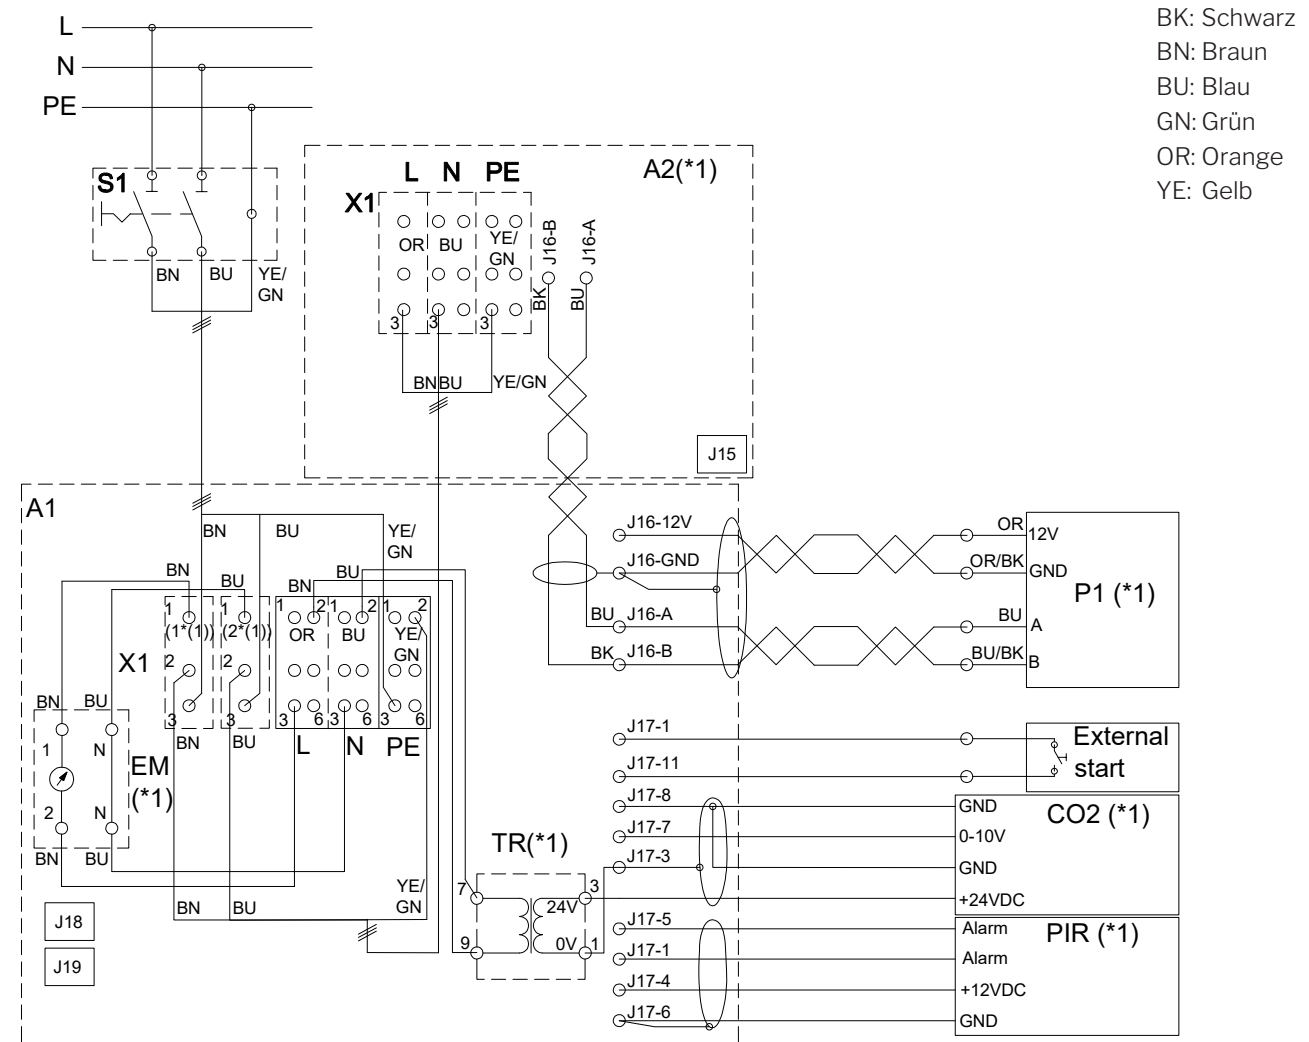 L
N
PE
BK: Schwarz
BN: Braun
BU: Blau
GN: Grün
OR: Orange
YE: Gelb
S1
BN
BU
YE/
GN
A2(*1)
L N PE
X1
OR
BU
YE/
GN
3
3
3
BN
BU
YE/GN
J16-B
J16-A
BK
BU
J15
A1
BN
BU
YE/
GN
BN
BU
BN
BU
1
(1*(1))
2
3
1
(2*(1))
2
3
X1
1
2
1
2
1
2
OR
BU
YE/
GN
3
6
3
6
3
6
L
N
PE
BN
BU
BN
BU
1
N
2
N
EM
(*1)
BN
BU
BN
BU
YE/
GN
J18
J19
TR(*1)
7
9
24V
0V
3
1
J16-12V
J16-GND
BU
J16-A
BK
J16-B
OR
12V
OR/BK
GND
BU
A
BU/BK
B
P1 (*1)
J17-1
J17-11
External
start
J17-8
GND
J17-7
0-10V
J17-3
GND
+24VDC
CO2 (*1)
J17-5
Alarm
J17-1
Alarm
J17-4
+12VDC
J17-6
GND
PIR (*1)